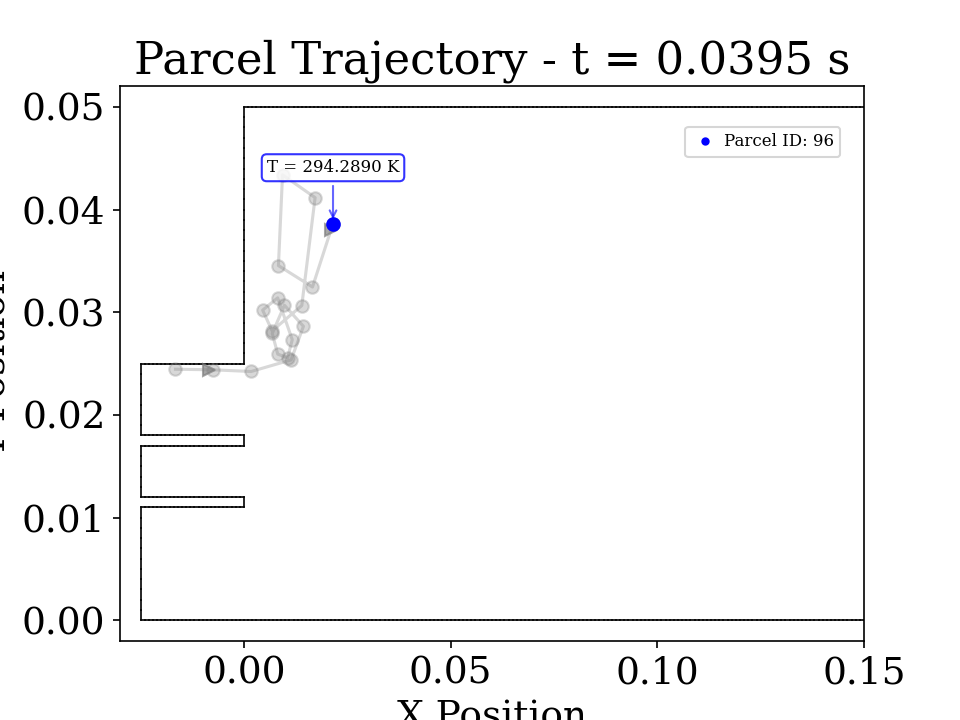 Parcel Trajectory - t = 0.0395 s
0.05
0.04
0.03
0.02
0.01
0.00
T = 294.2890 K
Parcel ID: 96
0.00 0.05 0.10 0.15
X Position